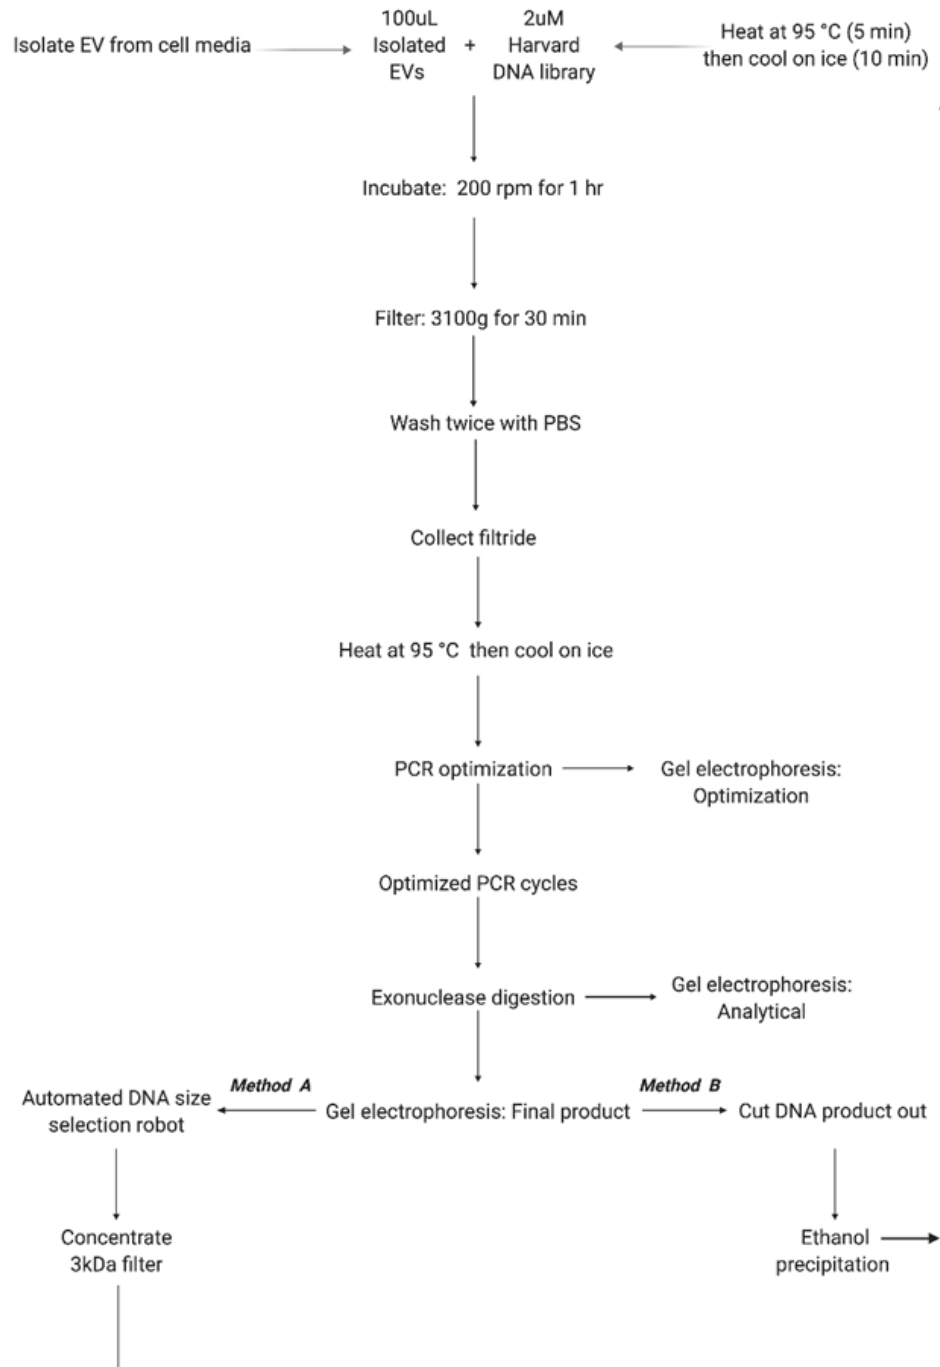 Isolate EV from cell media
100uL
Isolated
EVs
+
2uM
Harvard
DNA library
Heat at 95 °C (5 min)
then cool on ice (10 min)
Incubate: 200 rpm for 1 hr
Filter: 3100g for 30 min
Wash twice with PBS
Collect filtride
Heat at 95 °C then cool on ice
PCR optimization
Gel electrophoresis:
Optimization
Optimized PCR cycles
Exonuclease digestion
Gel electrophoresis:
Analytical
Method A
Method B
Automated DNA size
selection robot
Gel electrophoresis: Final product
Cut DNA product out
Concentrate
3kDa filter
Ethanol
precipitation